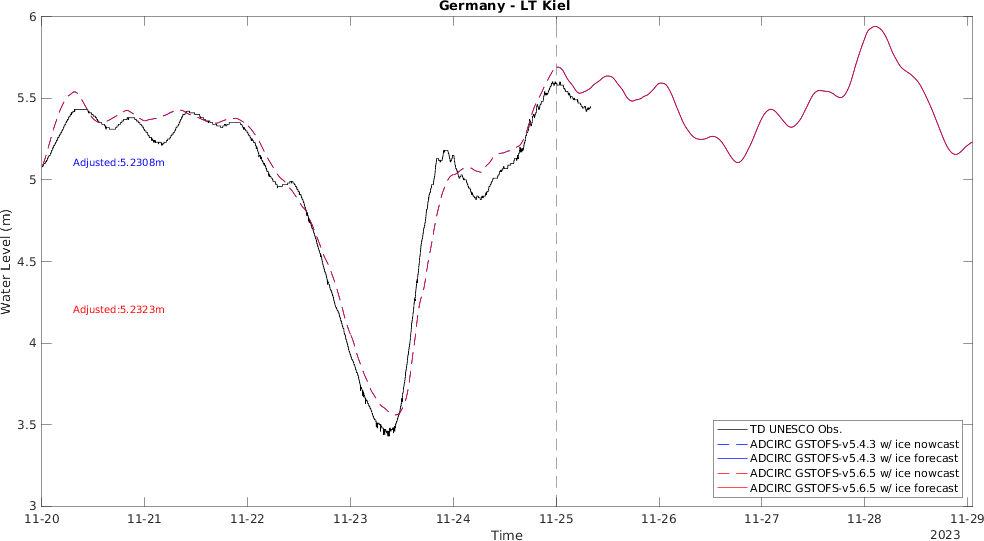 Germany - LT Kiel
6
5.5
5
4.5
4
3.5
3
Water Level (m)
Adjusted:5.2308m
Adjusted:5.2323m
TD UNESCO Obs.
ADCIRC GSTOFS-v5.4.3 w/ ice nowcast
ADCIRC GSTOFS-v5.4.3 w/ ice forecast
ADCIRC GSTOFS-v5.6.5 w/ ice nowcast
ADCIRC GSTOFS-v5.6.5 w/ ice forecast
11-20 11-21 11-22 11-23 11-24 11-25 11-26 11-27 11-28 11-29
Time
2023